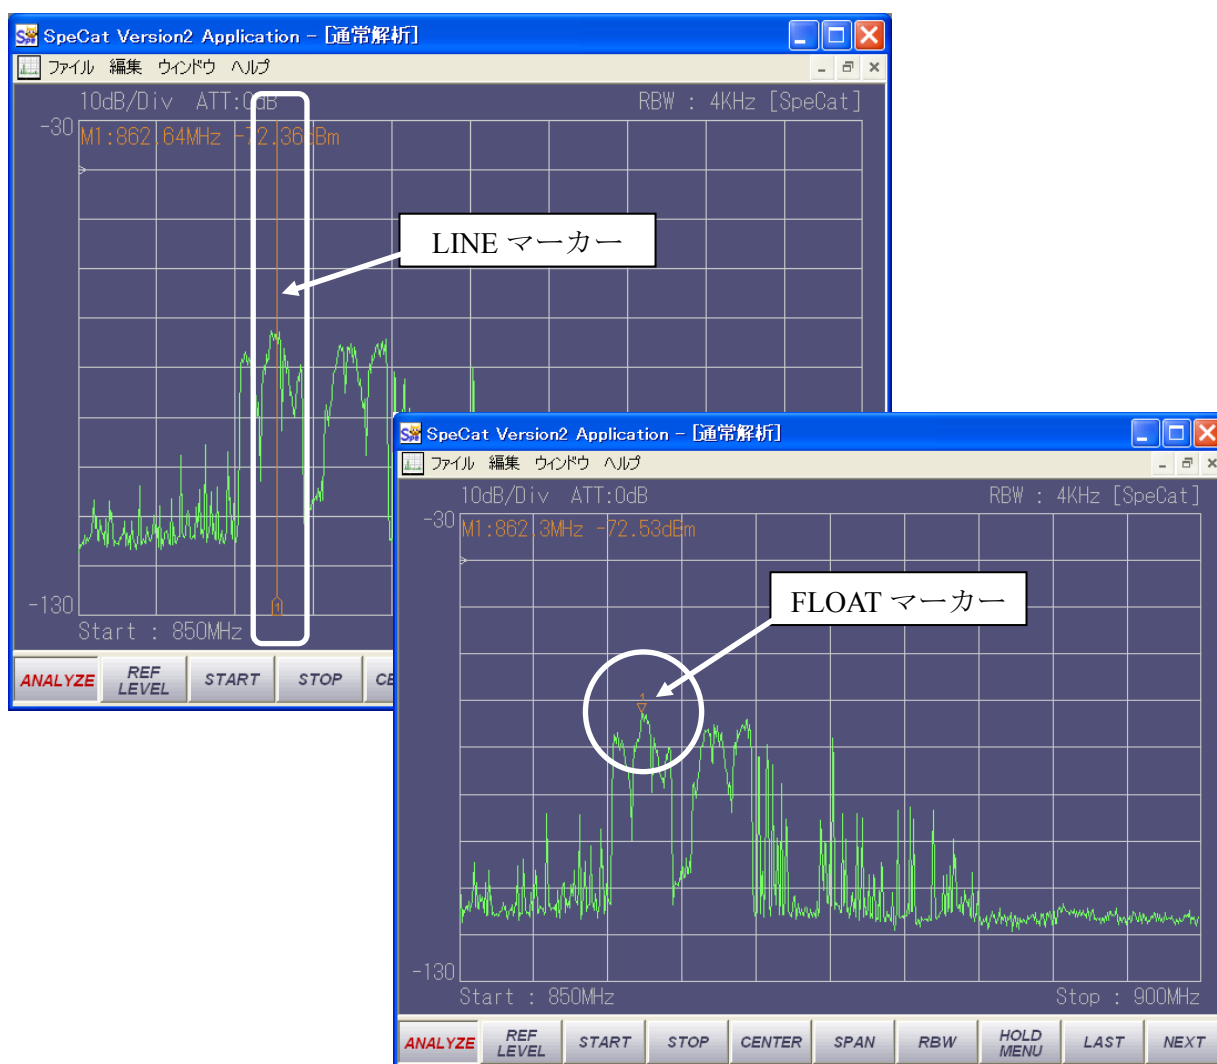 SpeCat Version2 Application - [通常解析]
ファイル 編集 ウィンドウ ヘルプ
10dB/Div ATT:0dB RBW : 4KHz [SpeCat]
-30
M1:862.64MHz -72.36dBm
LINE マーカー
1
-130
Start : 850MHz
ANALYZE REF LEVEL START STOP CE
SpeCat Version2 Application - [通常解析]
ファイル 編集 ウィンドウ ヘルプ
10dB/Div ATT:0dB RBW : 4KHz [SpeCat]
-30
M1:862.3MHz -72.53dBm
FLOAT マーカー
1
-130
Start : 850MHz Stop : 900MHz
ANALYZE REF LEVEL START STOP CENTER SPAN RBW HOLD MENU LAST NEXT